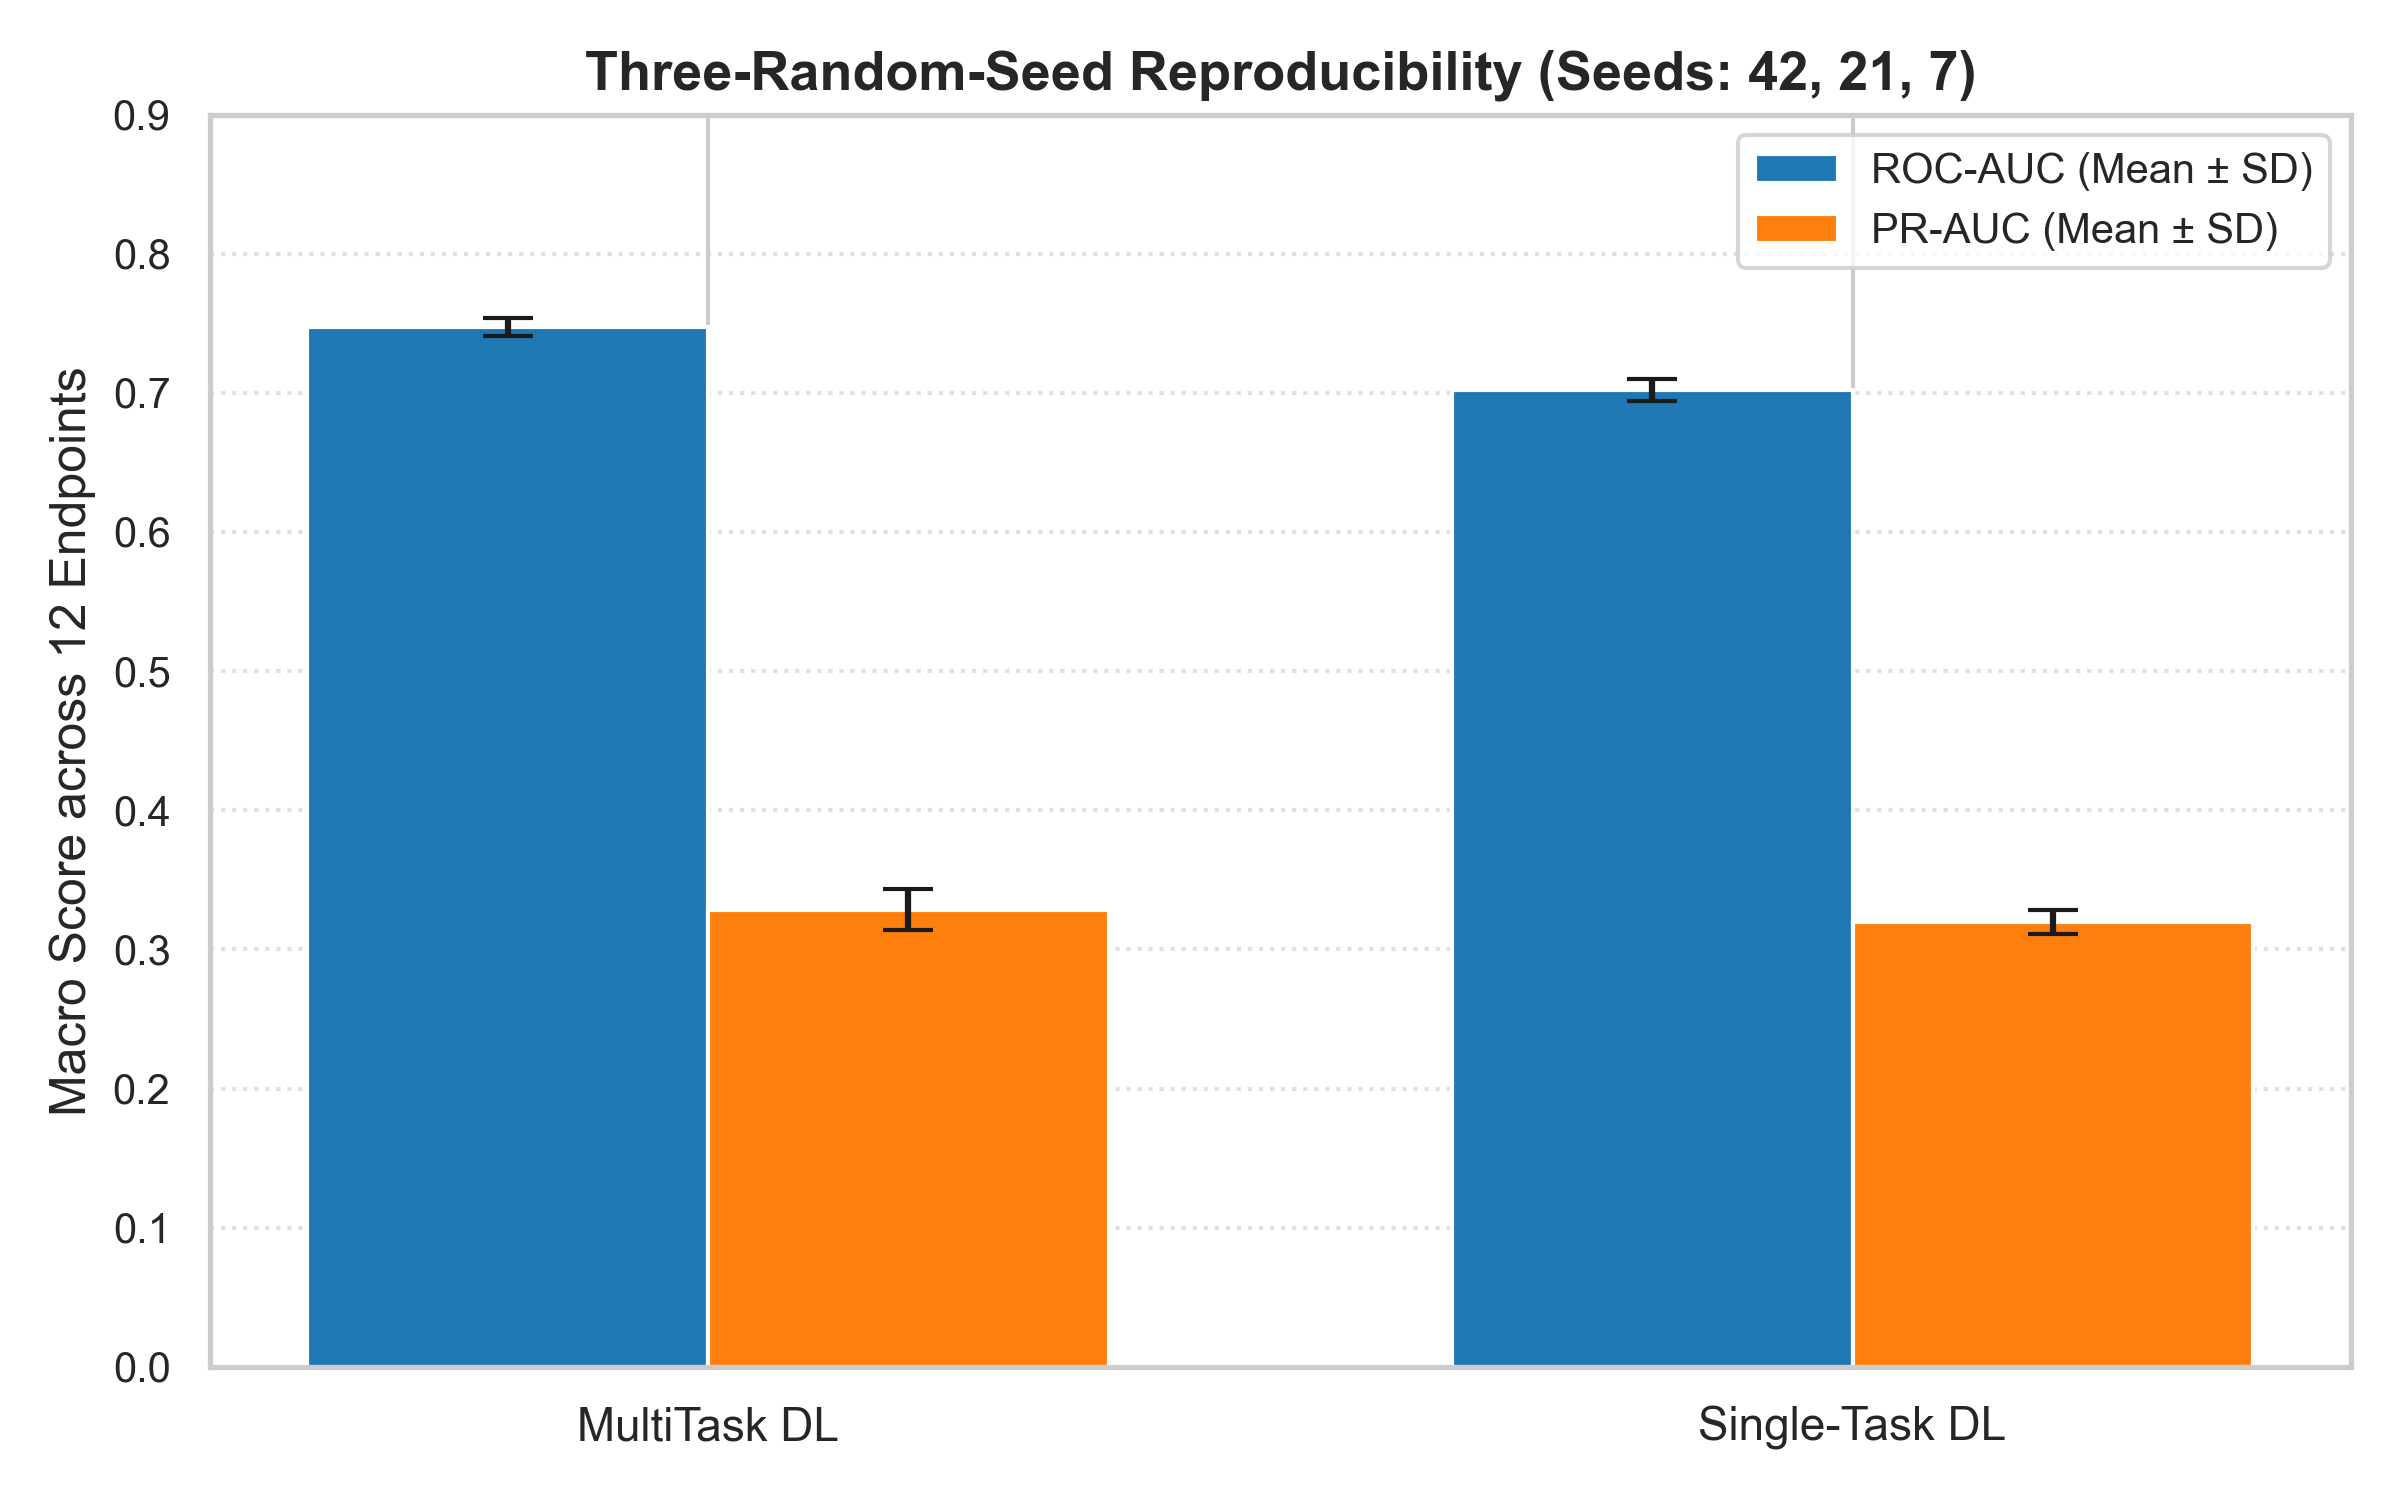 Three-Random-Seed Reproducibility (Seeds: 42, 21, 7)
ROC-AUC (Mean ± SD)
PR-AUC (Mean ± SD)
Macro Score across 12 Endpoints
0.9
0.8
0.7
0.6
0.5
0.4
0.3
0.2
0.1
0.0
MultiTask DL
Single-Task DL